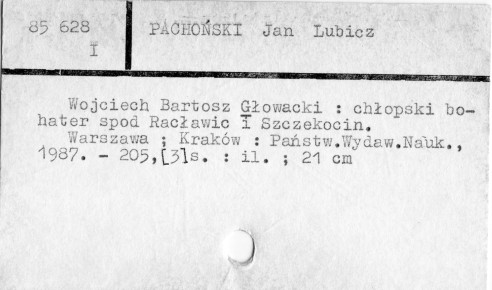 85 628
I
PACHOŃSKI Jan Lubicz
Wojciech Bartosz Głowacki : chłopski bo-
hater spod Racławic I Szczekocin.
Warszawa ; Kraków : Państw.Wydaw.Nauk.,
1987. - 205,[3]s. : il. ; 21 cm